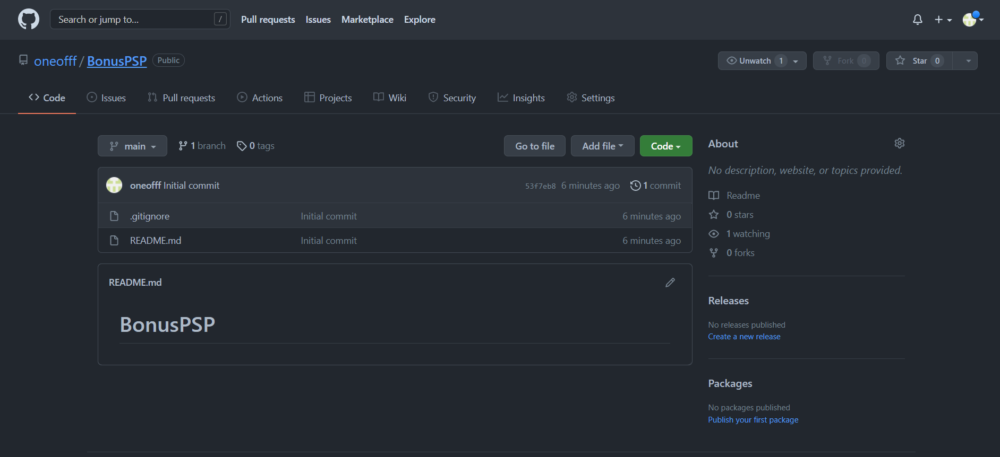 Search or jump to... / Pull requests Issues Marketplace Explore
oneofff / BonusPSP Public Unwatch 1 Fork 0 Star 0
Code Issues Pull requests Actions Projects Wiki Security Insights Settings
main 1 branch 0 tags Go to file Add file Code
oneofff Initial commit 53f7eb8 6 minutes ago 1 commit
.gitignore Initial commit 6 minutes ago
README.md Initial commit 6 minutes ago
README.md
BonusPSP
About
No description, website, or topics provided.
Readme
0 stars
1 watching
0 forks
Releases
No releases published
Create a new release
Packages
No packages published
Publish your first package